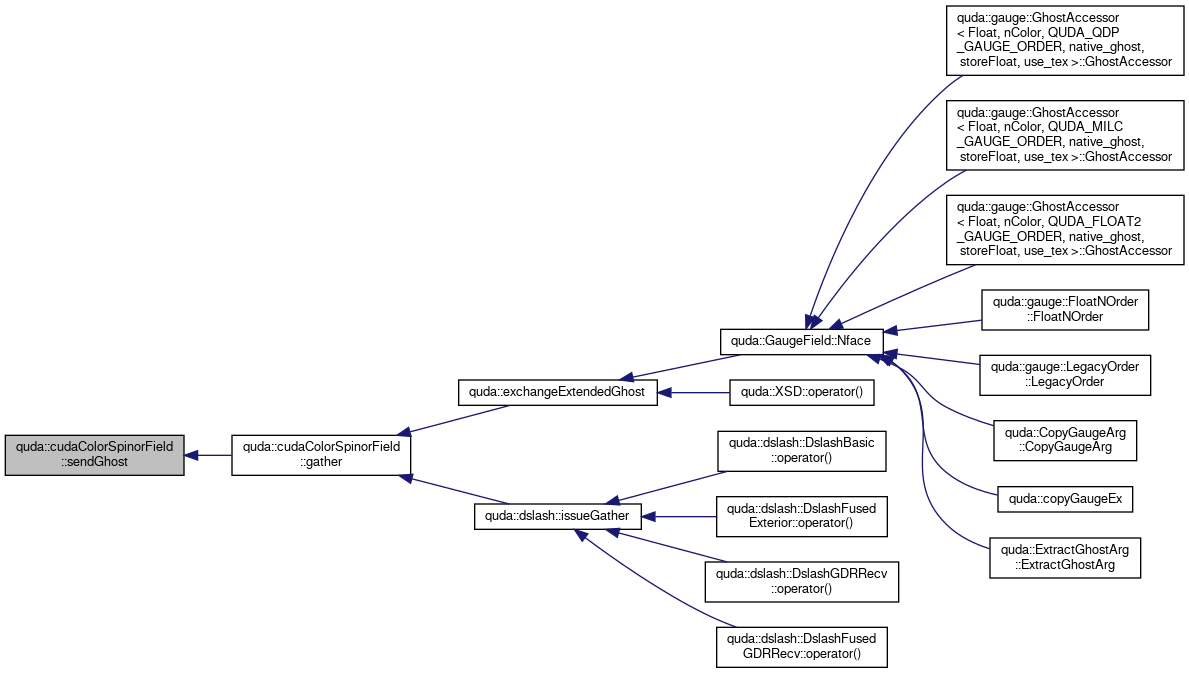 quda::cudaColorSpinorField
::sendGhost
quda::cudaColorSpinorField
::gather
quda::exchangeExtendedGhost
quda::dslash::issueGather
quda::GaugeField::Nface
quda::XSD::operator()
quda::dslash::DslashBasic
::operator()
quda::dslash::DslashFused
Exterior::operator()
quda::dslash::DslashGDRRecv
::operator()
quda::dslash::DslashFused
GDRRecv::operator()
quda::gauge::GhostAccessor
< Float, nColor, QUDA_QDP
_GAUGE_ORDER, native_ghost,
storeFloat, use_tex >::GhostAccessor
quda::gauge::GhostAccessor
< Float, nColor, QUDA_MILC
_GAUGE_ORDER, native_ghost,
storeFloat, use_tex >::GhostAccessor
quda::gauge::GhostAccessor
< Float, nColor, QUDA_FLOAT2
_GAUGE_ORDER, native_ghost,
storeFloat, use_tex >::GhostAccessor
quda::gauge::FloatNOrder
::FloatNOrder
quda::gauge::LegacyOrder
::LegacyOrder
quda::CopyGaugeArg
::CopyGaugeArg
quda::copyGaugeEx
quda::ExtractGhostArg
::ExtractGhostArg